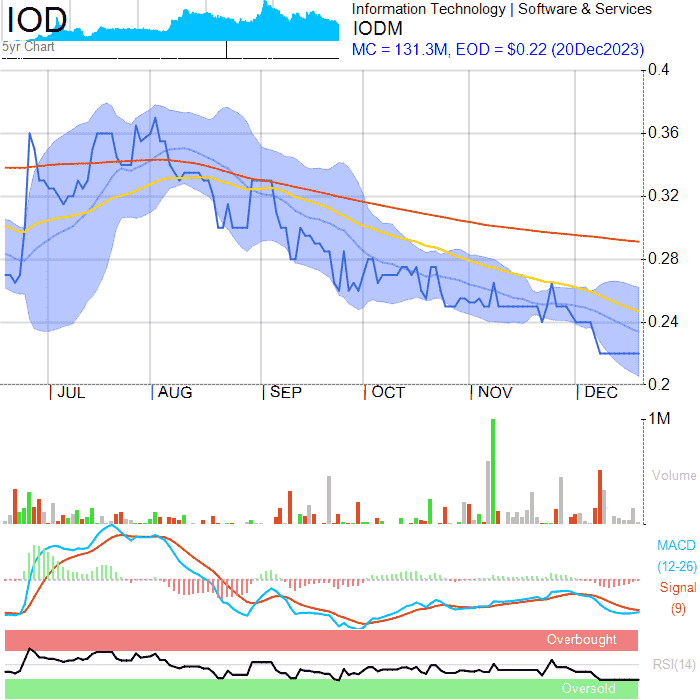 IOD
5yr Chart
Information Technology | Software & Services
IODM
MC = 131.3M, EOD = $0.22 (20Dec2023)
0.4
0.36
0.32
0.28
0.24
0.2
JUL
AUG
SEP
OCT
NOV
DEC
1M
Volume
MACD
(12-26)
Signal
(9)
Overbought
RSI(14)
Oversold